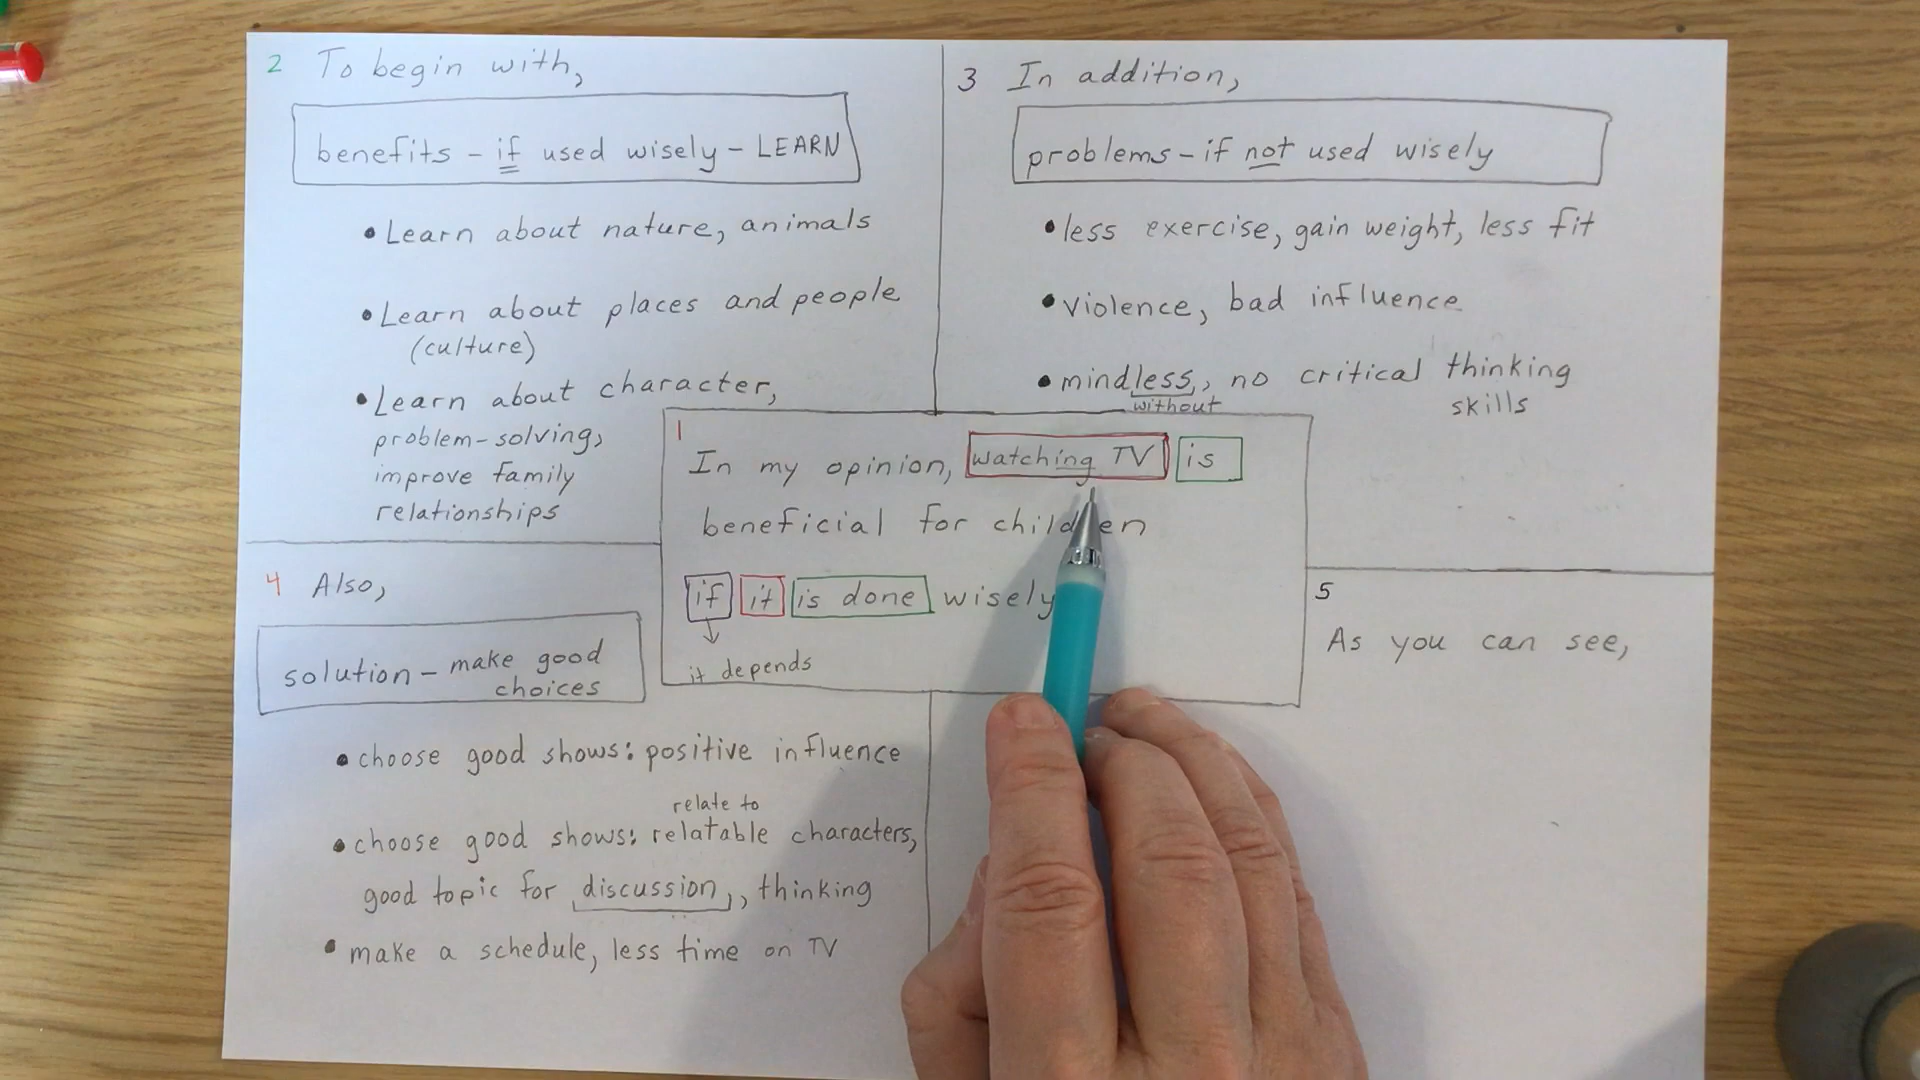 2 To begin with,
benefits - if used wisely - LEARN
• Learn about nature, animals
• Learn about places and people
(culture)
• Learn about character,
problem-solving,
improve family
relationships
3 In addition,
problems - if not used wisely
• less exercise, gain weight, less fit
• violence, bad influence
• mindless, no critical thinking
without
skills
1
In my opinion, watching TV is
beneficial for children
if it is done wisely
it depends
4 Also,
solution - make good
choices
• choose good shows: positive influence
relate to
• choose good shows: relatable characters,
good topic for discussion, thinking
• make a schedule, less time on TV
5
As you can see,